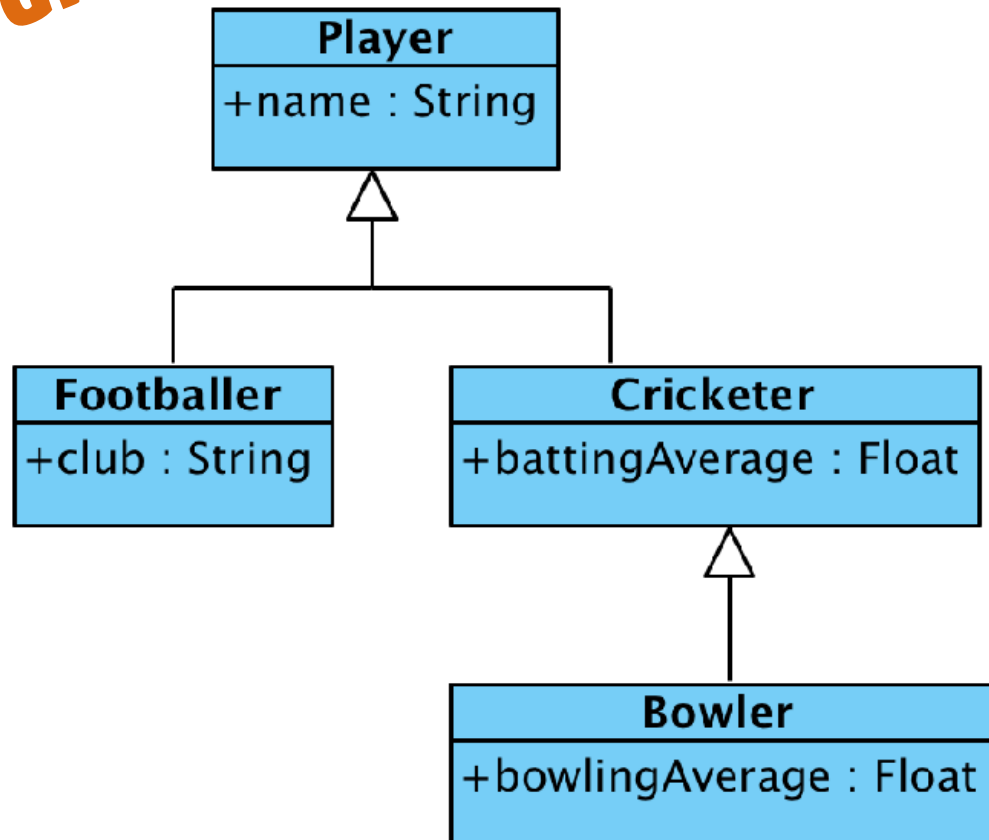 Player
+name : String
Footballer
+club : String
Cricketer
+battingAverage : Float
Bowler
+bowlingAverage : Float